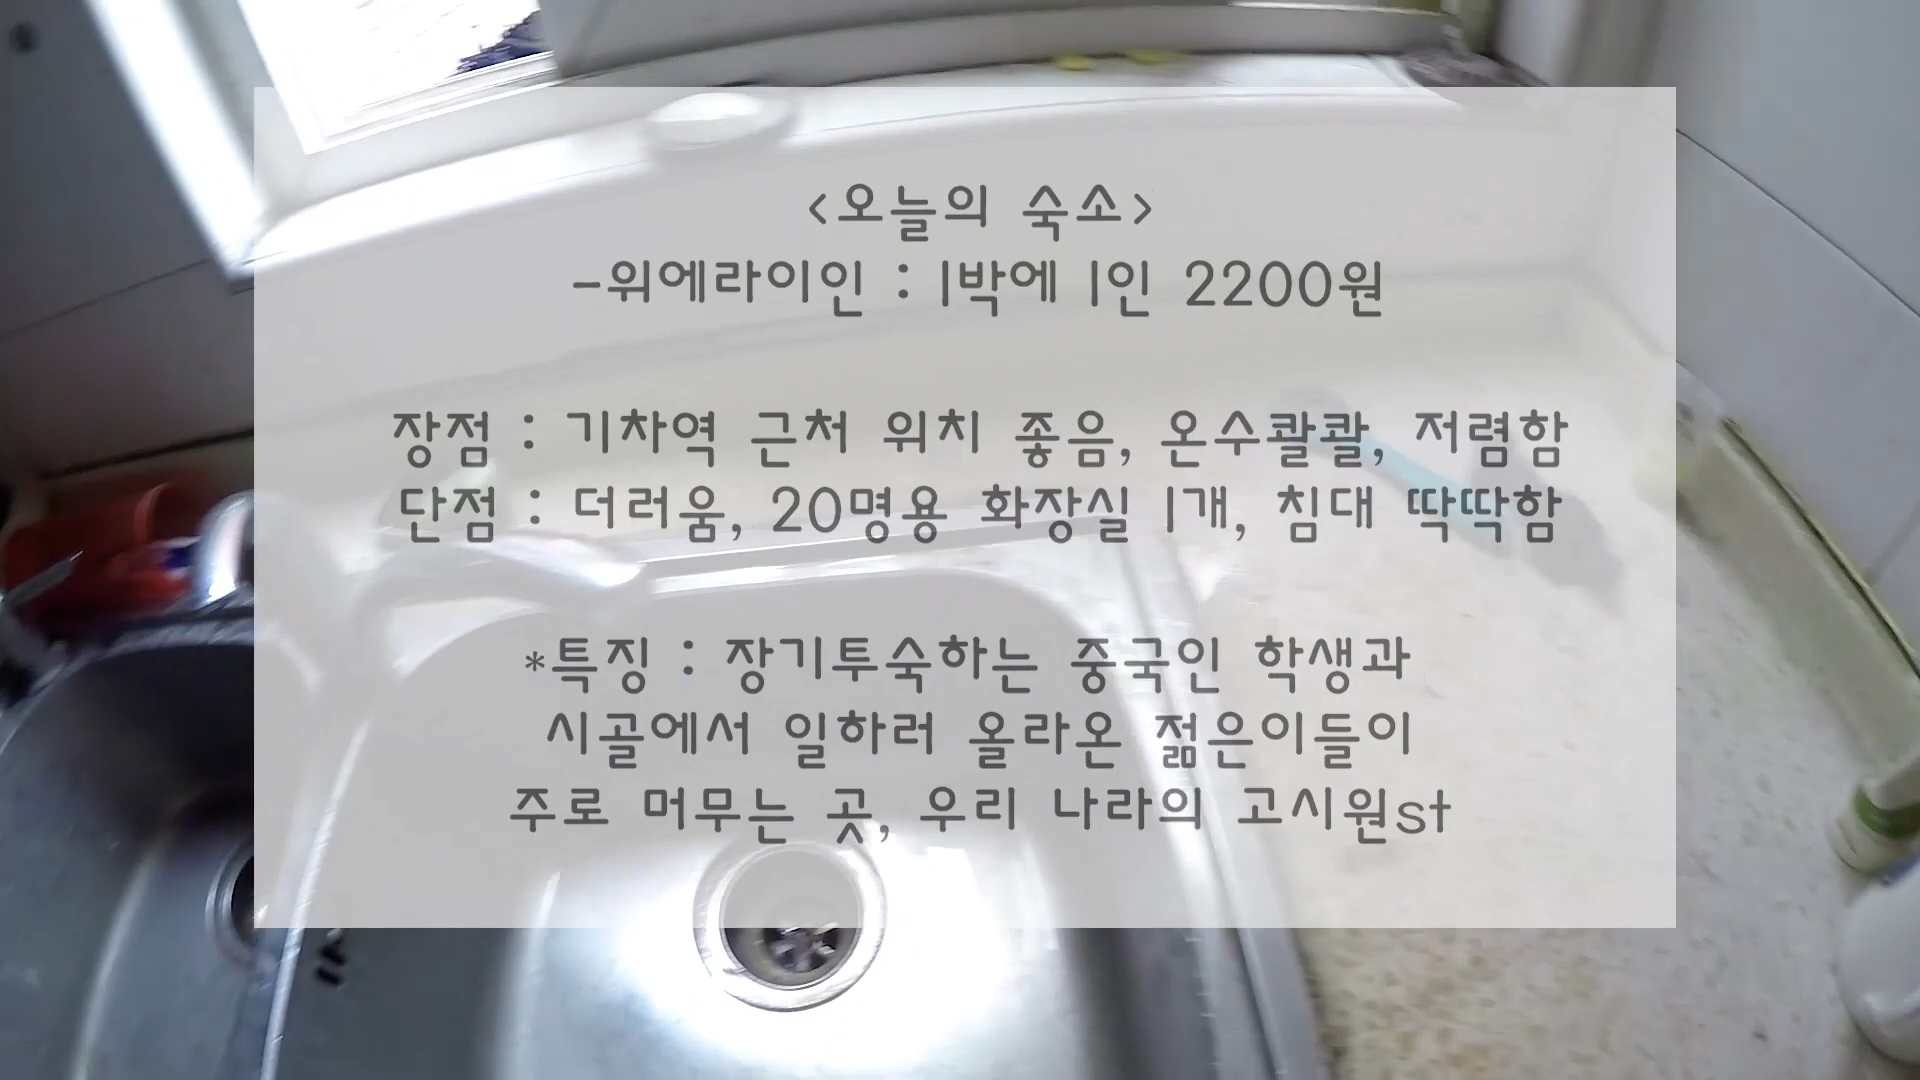 <오늘의 숙소>
-위에라이인 : 1박에 1인 2200원
장점 : 기차역 근처 위치 좋음, 온수콸콸, 저렴함
단점 : 더러움, 20명용 화장실 1개, 침대 딱딱함
*특징 : 장기투숙하는 중국인 학생과
시골에서 일하러 올라온 젊은이들이
주로 머무는 곳, 우리 나라의 고시원st